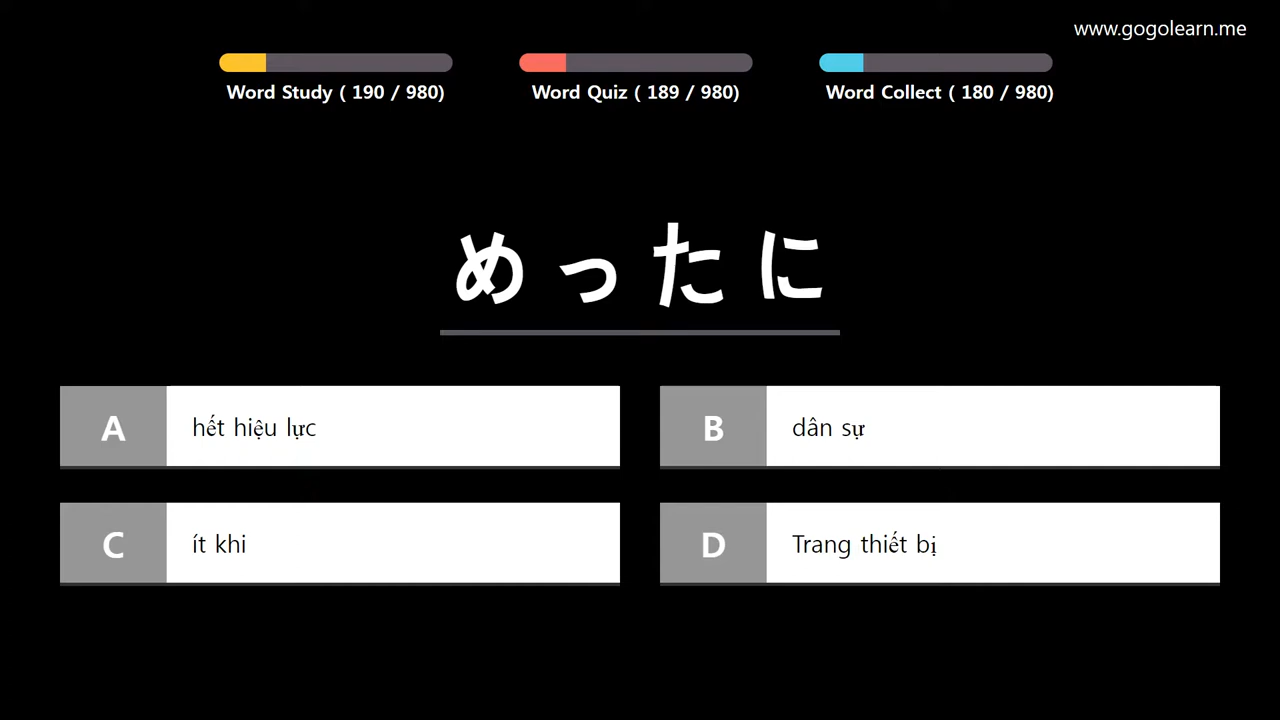 www.gogolearn.me
Word Study ( 190 / 980)
Word Quiz ( 189 / 980)
Word Collect ( 180 / 980)
めったに
A hết hiệu lực
B dân sự
C ít khi
D Trang thiết bị